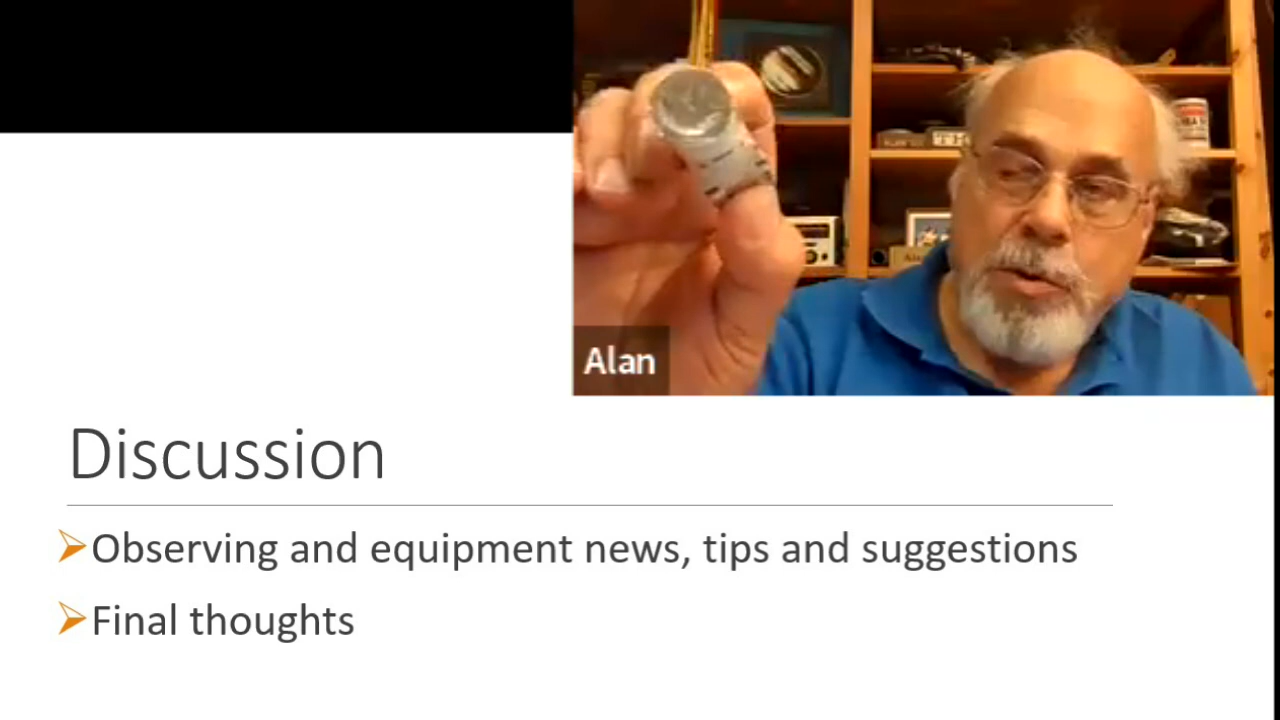 Alan
Discussion
Observing and equipment news, tips and suggestions
Final thoughts